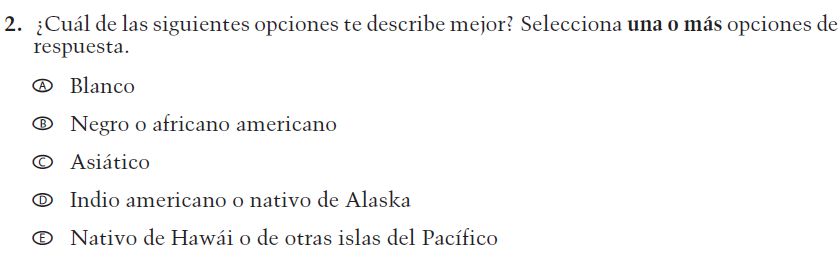 2. ¿Cuál de las siguientes opciones te describe mejor? Selecciona una o más opciones de
respuesta.
A Blanco
B Negro o africano americano
C Asiático
D Indio americano o nativo de Alaska
E Nativo de Hawái o de otras islas del Pacífico